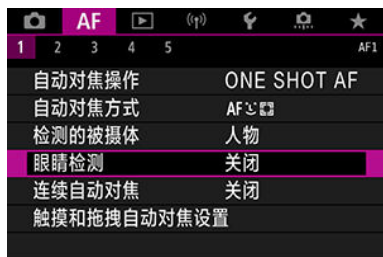 AF
1 2 3 4 5 AF1
自动对焦操作 ONE SHOT AF
自动对焦方式 AF
检测的被摄体 人物
眼睛检测 关闭
连续自动对焦 关闭
触摸和拖拽自动对焦设置